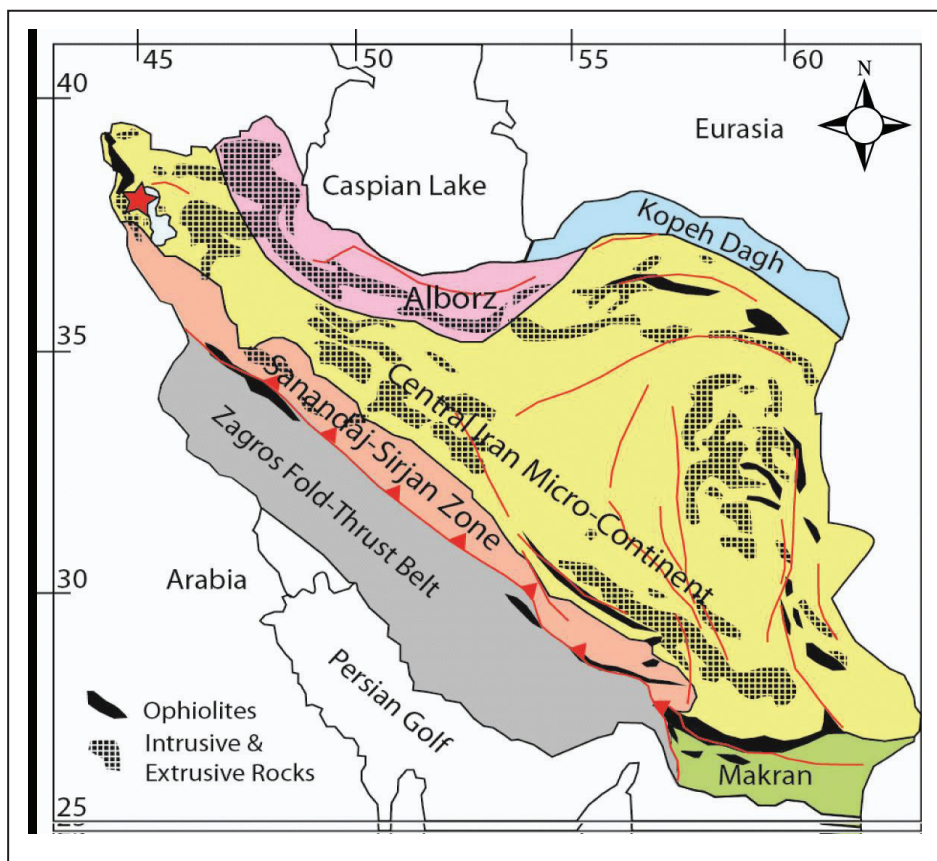 45
50
55
60
40
N
Eurasia
Caspian Lake
Kopeh Dagh
Alborz
35
Central Iran Micro-Continent
Sanandaj-Sirjan Zone
Zagros Fold-Thrust Belt
Arabia
30
Persian Golf
Ophiolites
Intrusive &
Extrusive Rocks
Makran
25